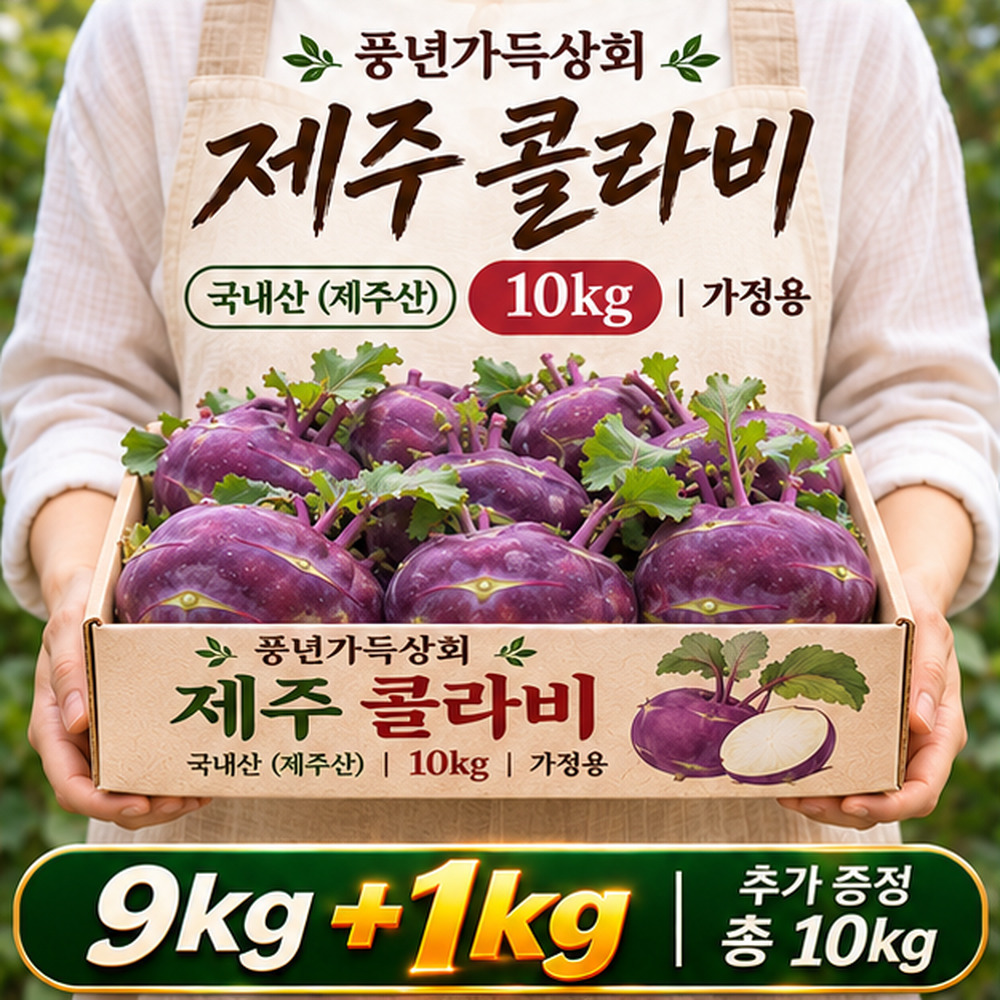 풍년가득상회
제주 콜라비
국내산 (제주산) 10kg | 가정용
풍년가득상회
제주 콜라비
국내산 (제주산) | 10kg | 가정용
9kg+1kg | 추가 증정
총 10kg